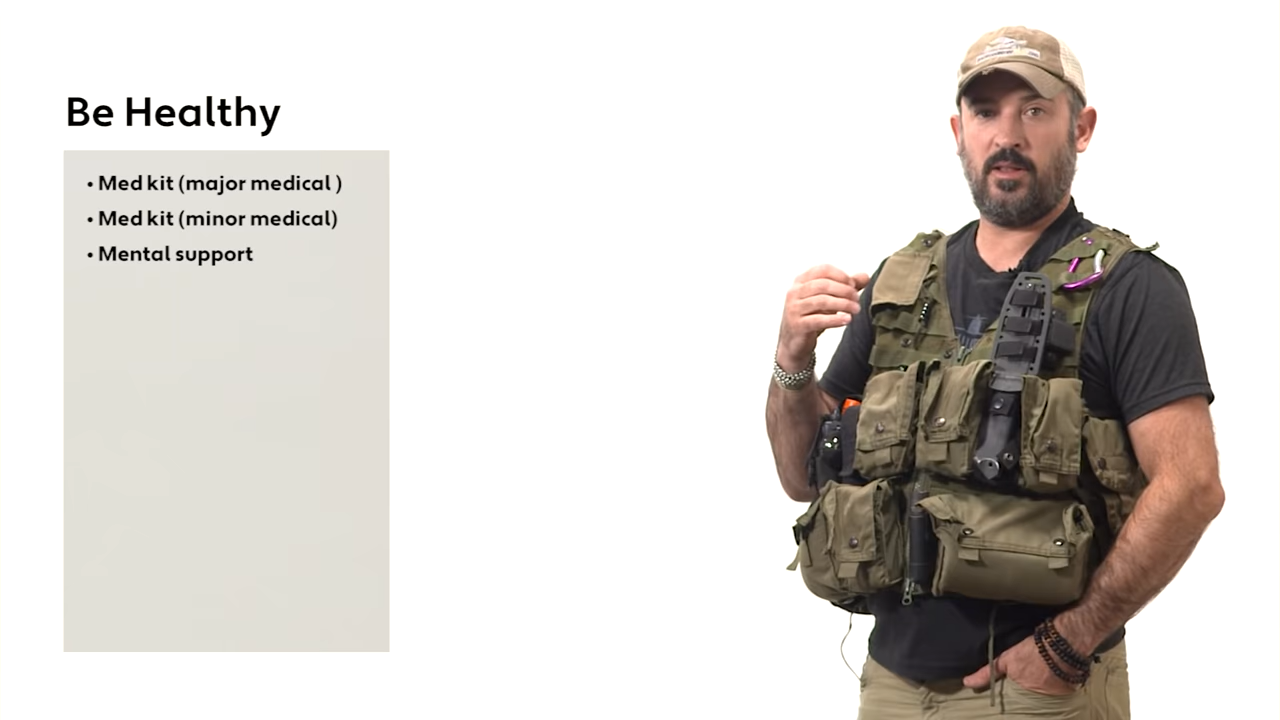 Be Healthy
• Med kit (major medical )
• Med kit (minor medical)
• Mental support